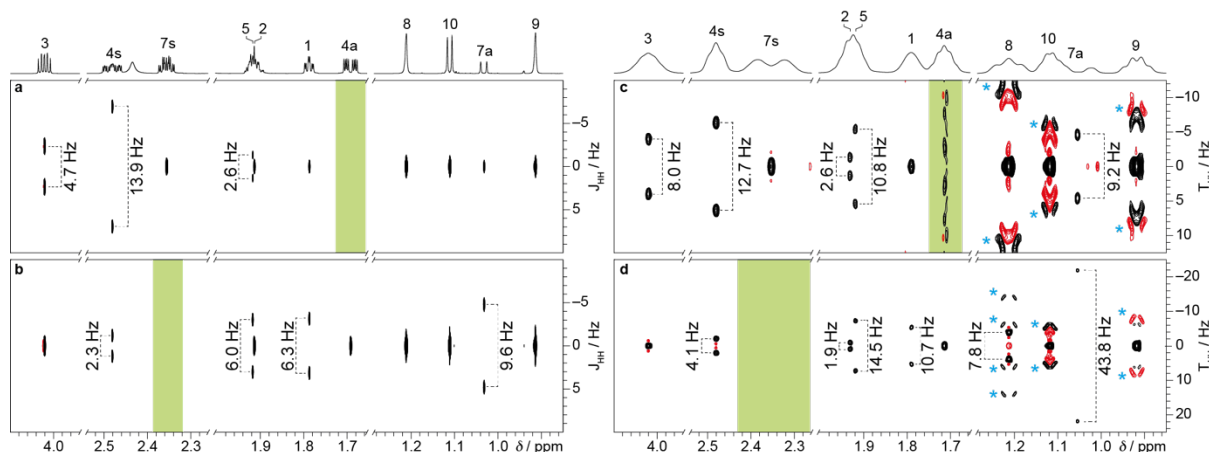 3
4s
7s
5 2
1
4a
8
10
7a
9
a
4.7 Hz
13.9 Hz
2.6 Hz
-5
0
5
J_HH / Hz
b
2.3 Hz
6.0 Hz
6.3 Hz
9.6 Hz
-5
0
5
J_HH / Hz
4.0 2.5 2.4 2.3 1.9 1.8 1.7 1.2 1.1 1.0 δ / ppm
3
4s
7s
2 5
1
4a
8
10
7a
9
c
8.0 Hz
12.7 Hz
2.6 Hz
10.8 Hz
9.2 Hz
* * * * * *
-10
-5
0
5
10
/ Hz
d
4.1 Hz
1.9 Hz
14.5 Hz
10.7 Hz
7.8 Hz
43.8 Hz
* * * * * * * *
-20
-10
0
10
20
/ Hz
4.0 2.5 2.4 2.3 1.9 1.8 1.7 1.2 1.1 1.0 δ / ppm